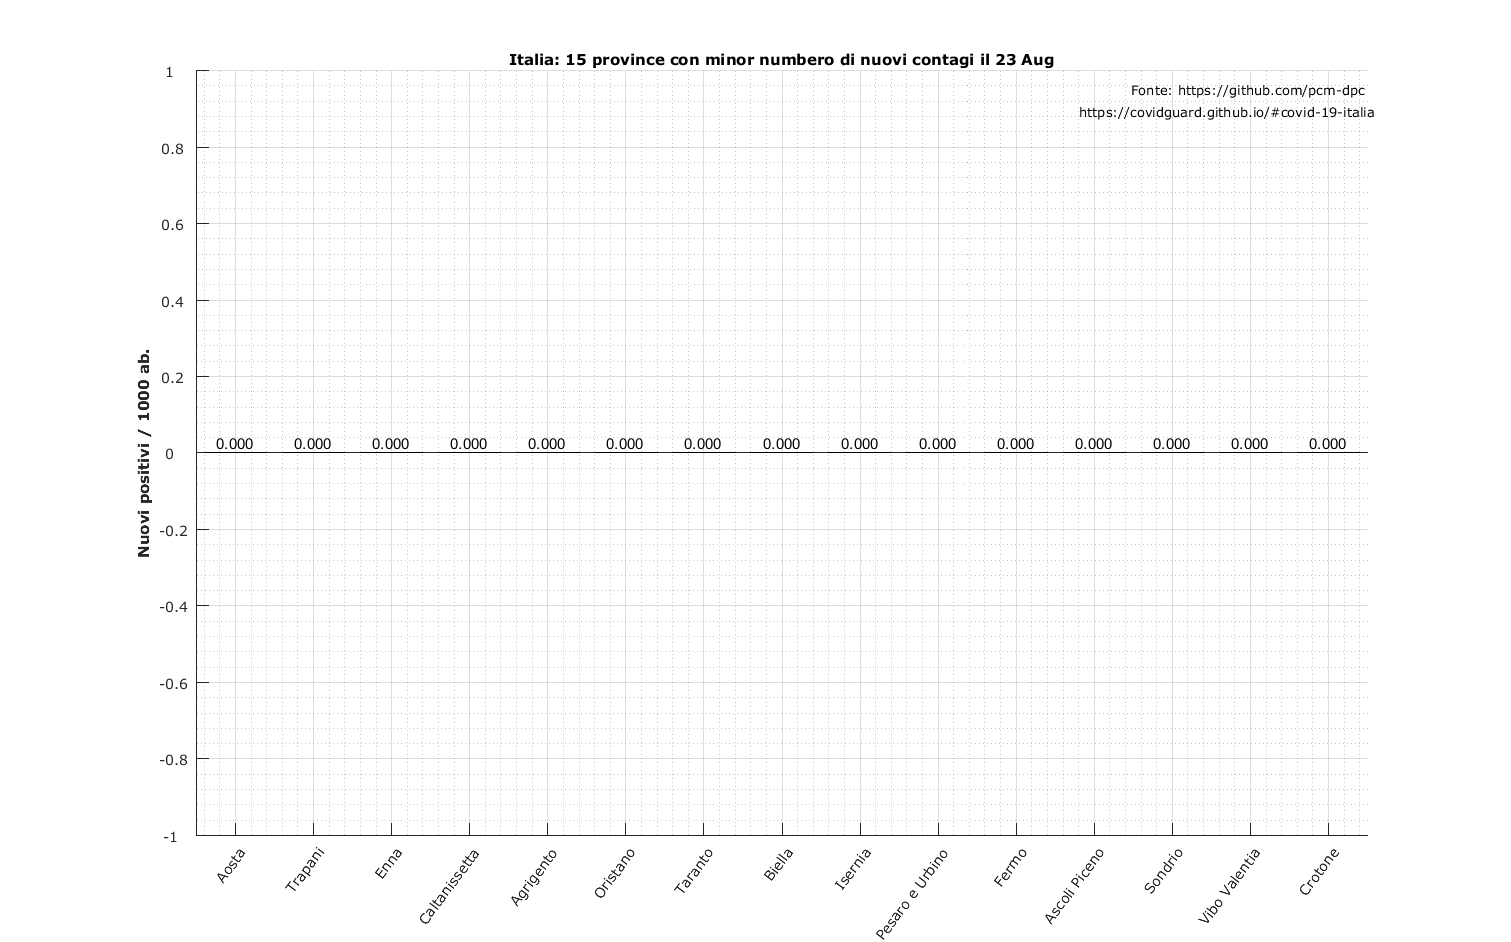 Italia: 15 province con minor numbero di nuovi contagi il 23 Aug
Fonte: https://github.com/pcm-dpc
https://covidguard.github.io/#covid-19-italia
Nuovi positivi / 1000 ab.
1
0.8
0.6
0.4
0.2
0
-0.2
-0.4
-0.6
-0.8
-1
0.000 0.000 0.000 0.000 0.000 0.000 0.000 0.000 0.000 0.000 0.000 0.000 0.000 0.000 0.000
Aosta
Trapani
Enna
Caltanissetta
Agrigento
Oristano
Taranto
Biella
Isernia
Pesaro e Urbino
Fermo
Ascoli Piceno
Sondrio
Vibo Valentia
Crotone